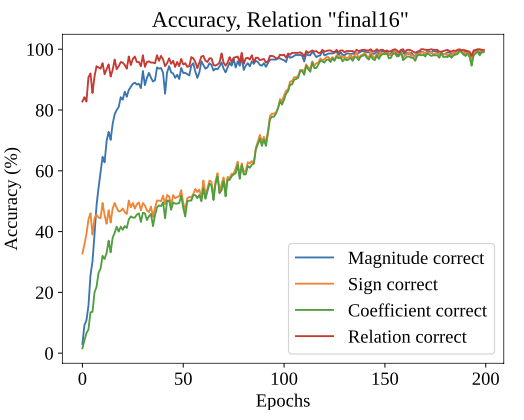 Accuracy, Relation "final16"
100
80
60
40
20
0
Accuracy (%)
Magnitude correct
Sign correct
Coefficient correct
Relation correct
0 50 100 150 200
Epochs